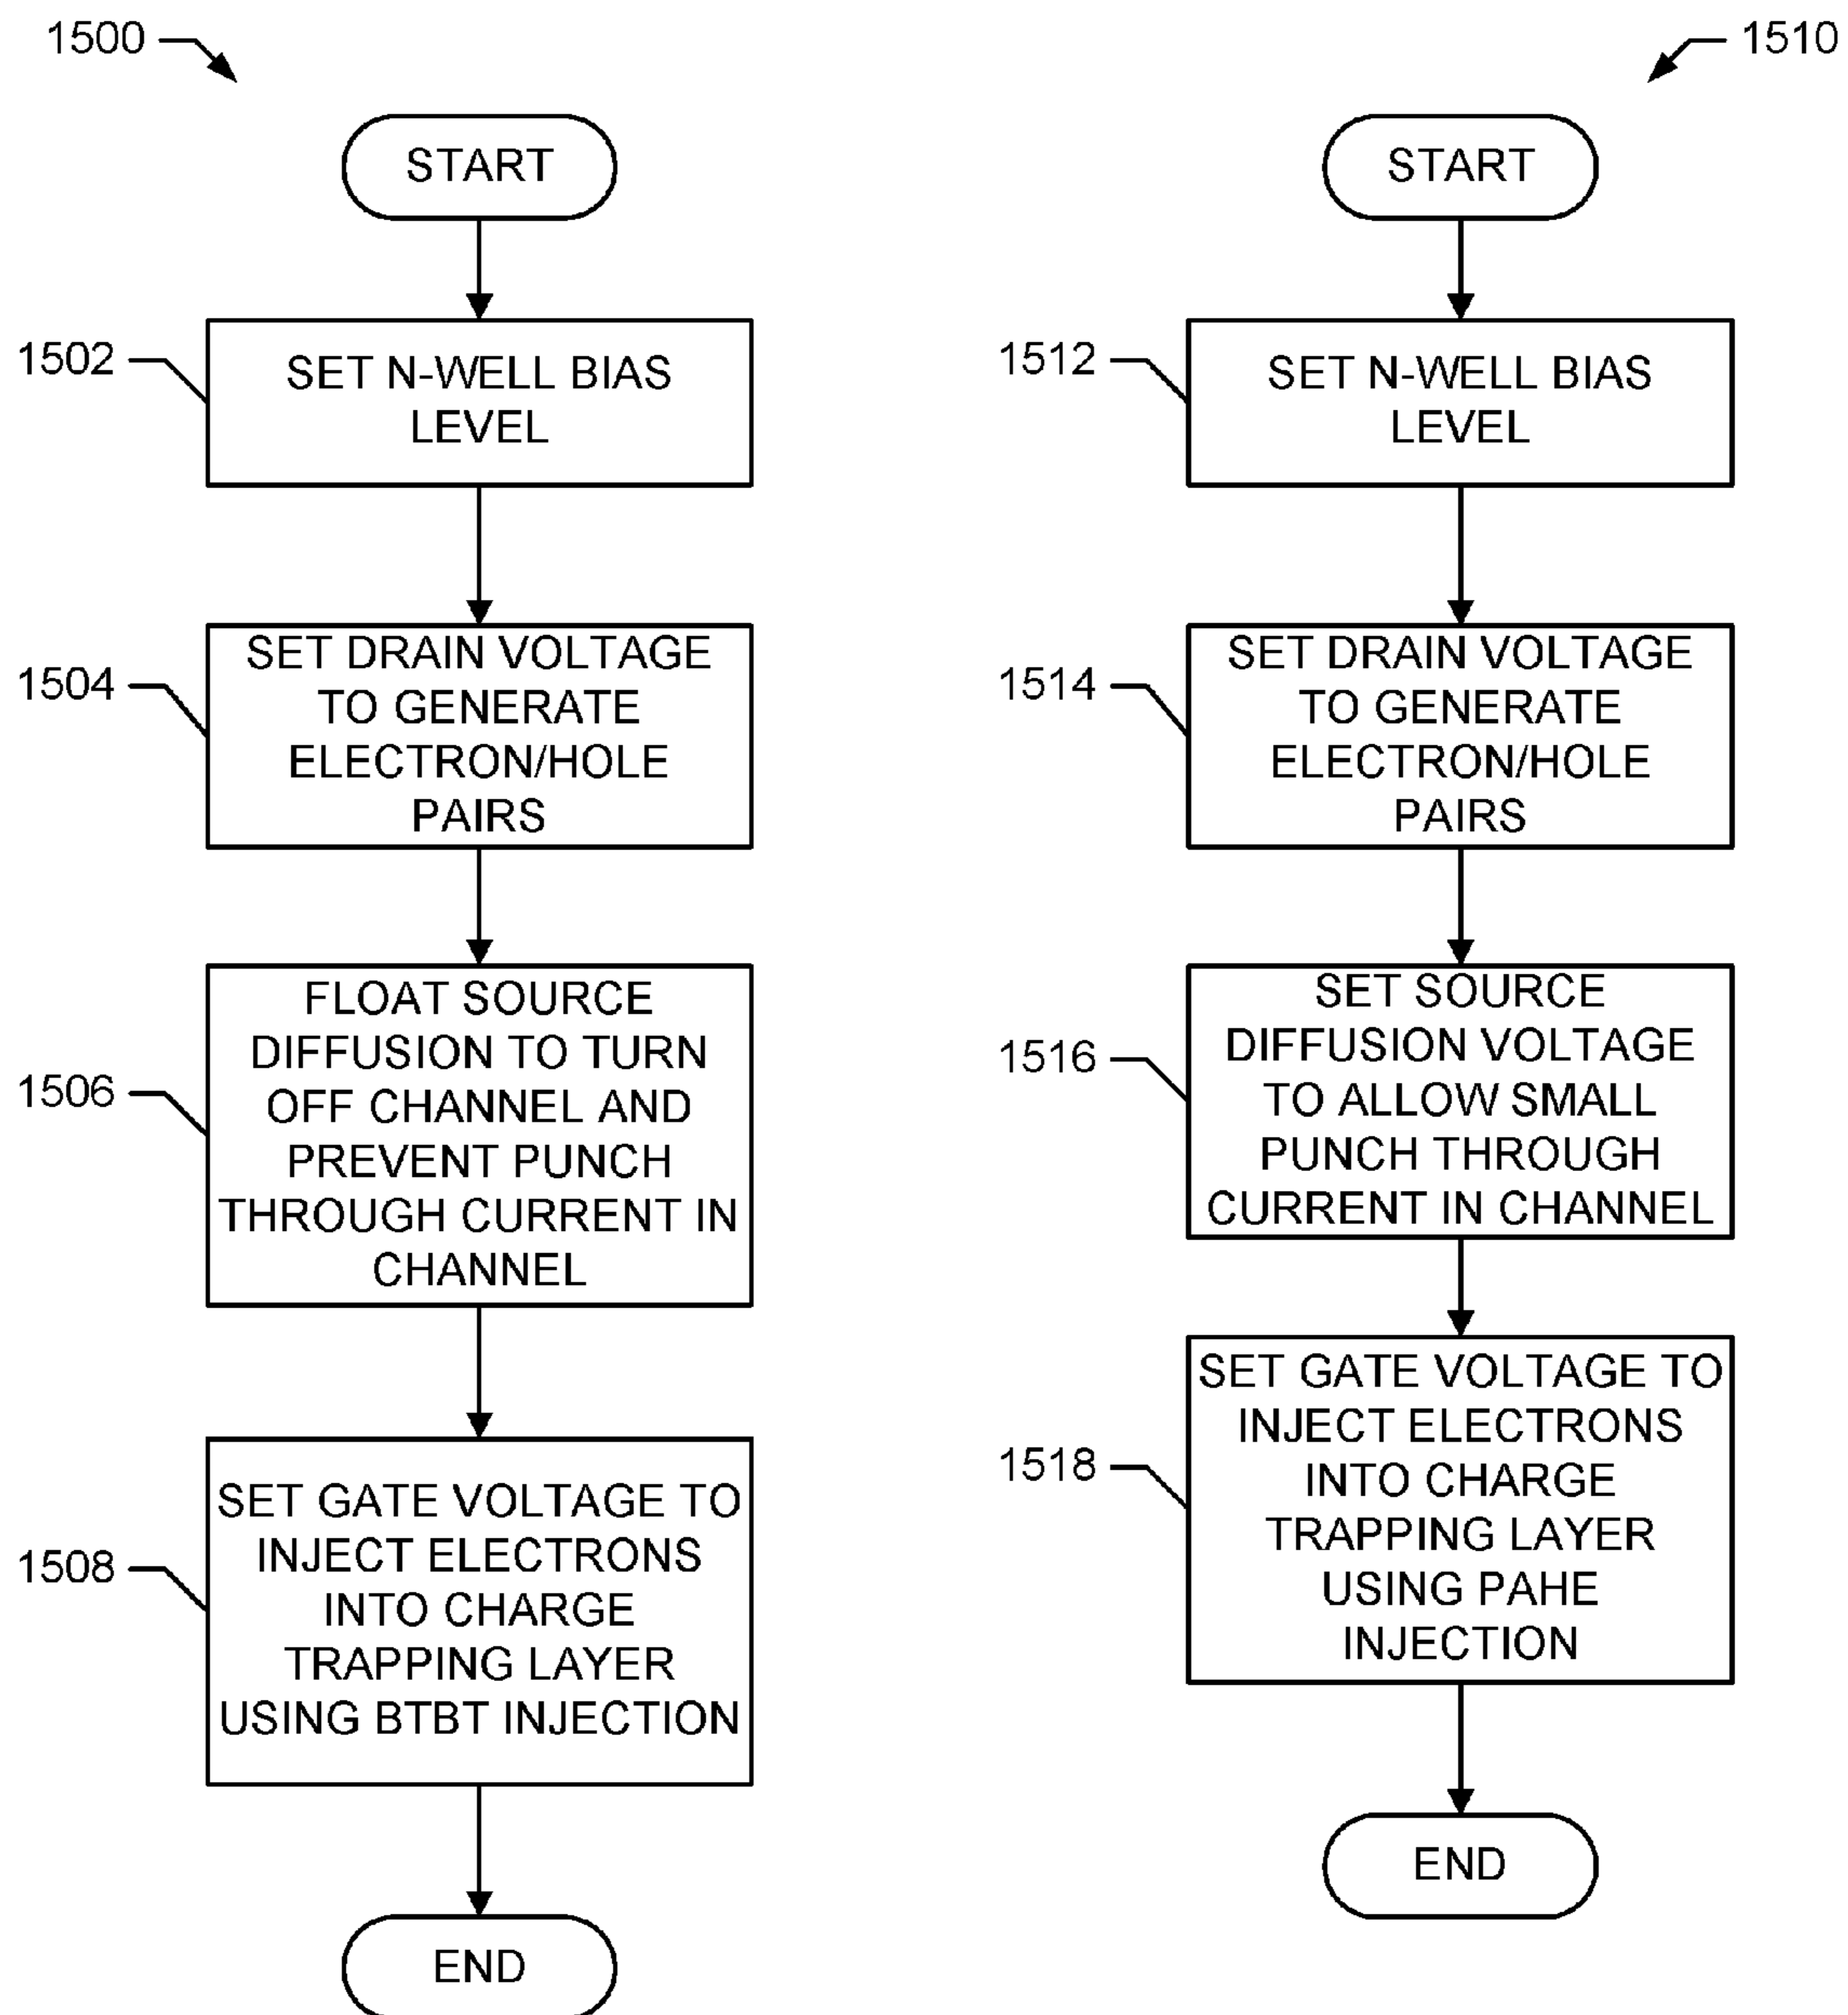 1500
START
1502
SET N-WELL BIAS
LEVEL
1504
SET DRAIN VOLTAGE
TO GENERATE
ELECTRON/HOLE
PAIRS
1506
FLOAT SOURCE
DIFFUSION TO TURN
OFF CHANNEL AND
PREVENT PUNCH
THROUGH CURRENT IN
CHANNEL
1508
SET GATE VOLTAGE TO
INJECT ELECTRONS
INTO CHARGE
TRAPPING LAYER
USING BTBT INJECTION
END
1510
START
1512
SET N-WELL BIAS
LEVEL
1514
SET DRAIN VOLTAGE
TO GENERATE
ELECTRON/HOLE
PAIRS
1516
SET SOURCE
DIFFUSION VOLTAGE
TO ALLOW SMALL
PUNCH THROUGH
CURRENT IN CHANNEL
1518
SET GATE VOLTAGE TO
INJECT ELECTRONS
INTO CHARGE
TRAPPING LAYER
USING PAHE
INJECTION
END